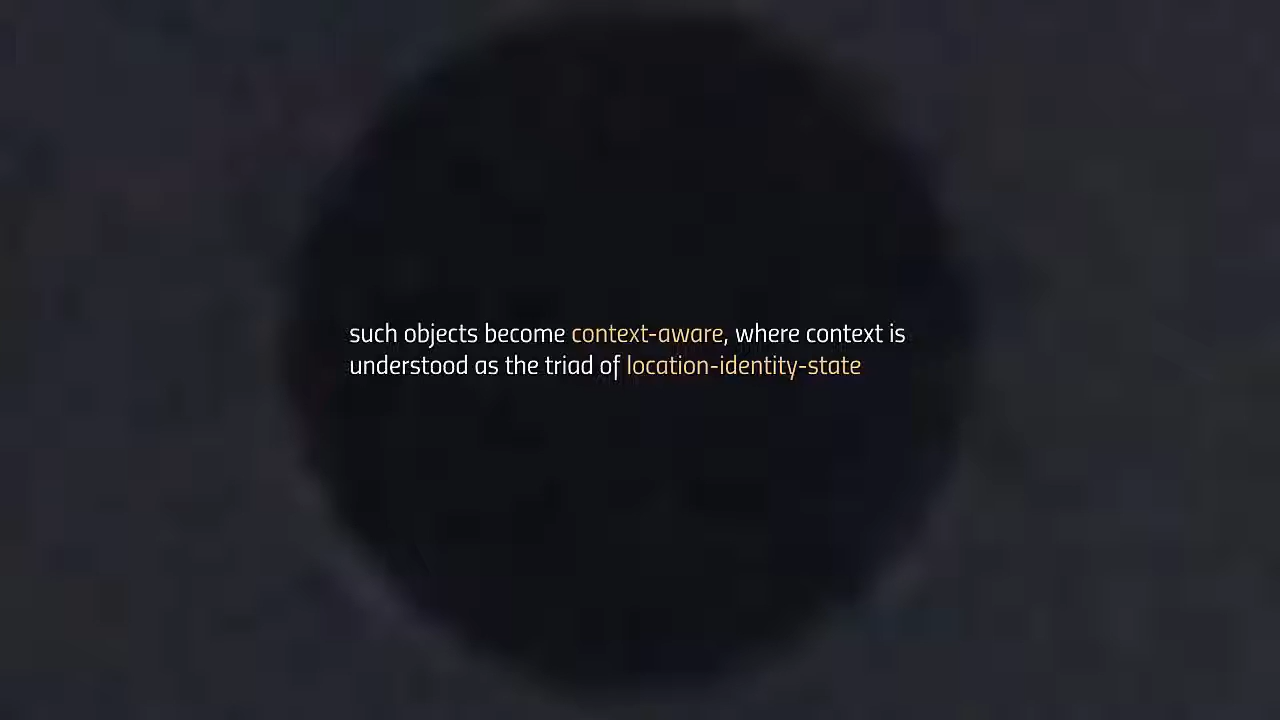 such objects become context-aware, where context is
understood as the triad of location-identity-state